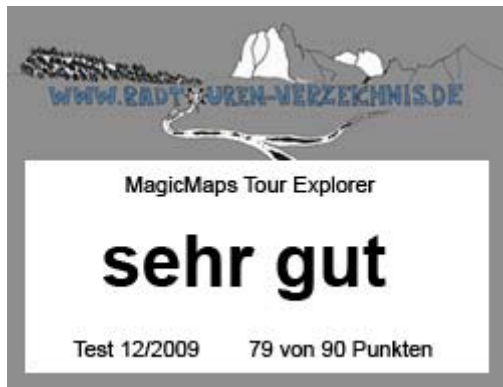 WWW.RADTOUREN-VERZEICHNIS.DE
MagicMaps Tour Explorer
sehr gut
Test 12/2009 79 von 90 Punkten